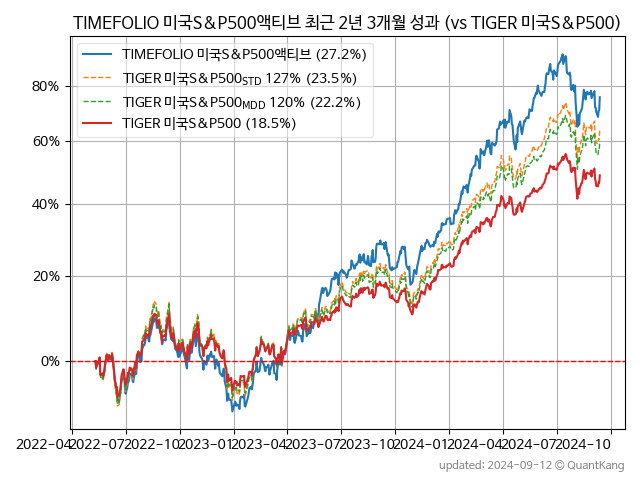 TIMEFOLIO 미국S&P500액티브 최근 2년 3개월 성과 (vs TIGER 미국S&P500)
TIMEFOLIO 미국S&P500액티브 (27.2%)
TIGER 미국S&P500STD 127% (23.5%)
TIGER 미국S&P500MDD 120% (22.2%)
TIGER 미국S&P500 (18.5%)
80%
60%
40%
20%
0%
2022-04 2022-07 2022-10 2023-01 2023-04 2023-07 2023-10 2024-01 2024-04 2024-07 2024-10
updated: 2024-09-12 © QuantKang